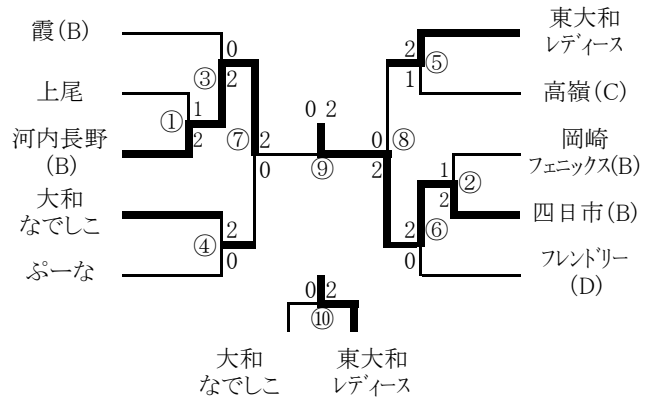 霞(B)
上尾
河内長野
(B)
大和
なでしこ
ぷーな
0
③
2
1
①
2
⑦
2
0
2
④
0
0 2
⑨
東大和
レディース
高嶺(C)
岡崎
フェニックス(B)
四日市(B)
フレンドリー
(D)
2
⑤
1
0
⑧
2
1
②
2
2
⑥
0
0 2
⑩
大和
なでしこ
東大和
レディース